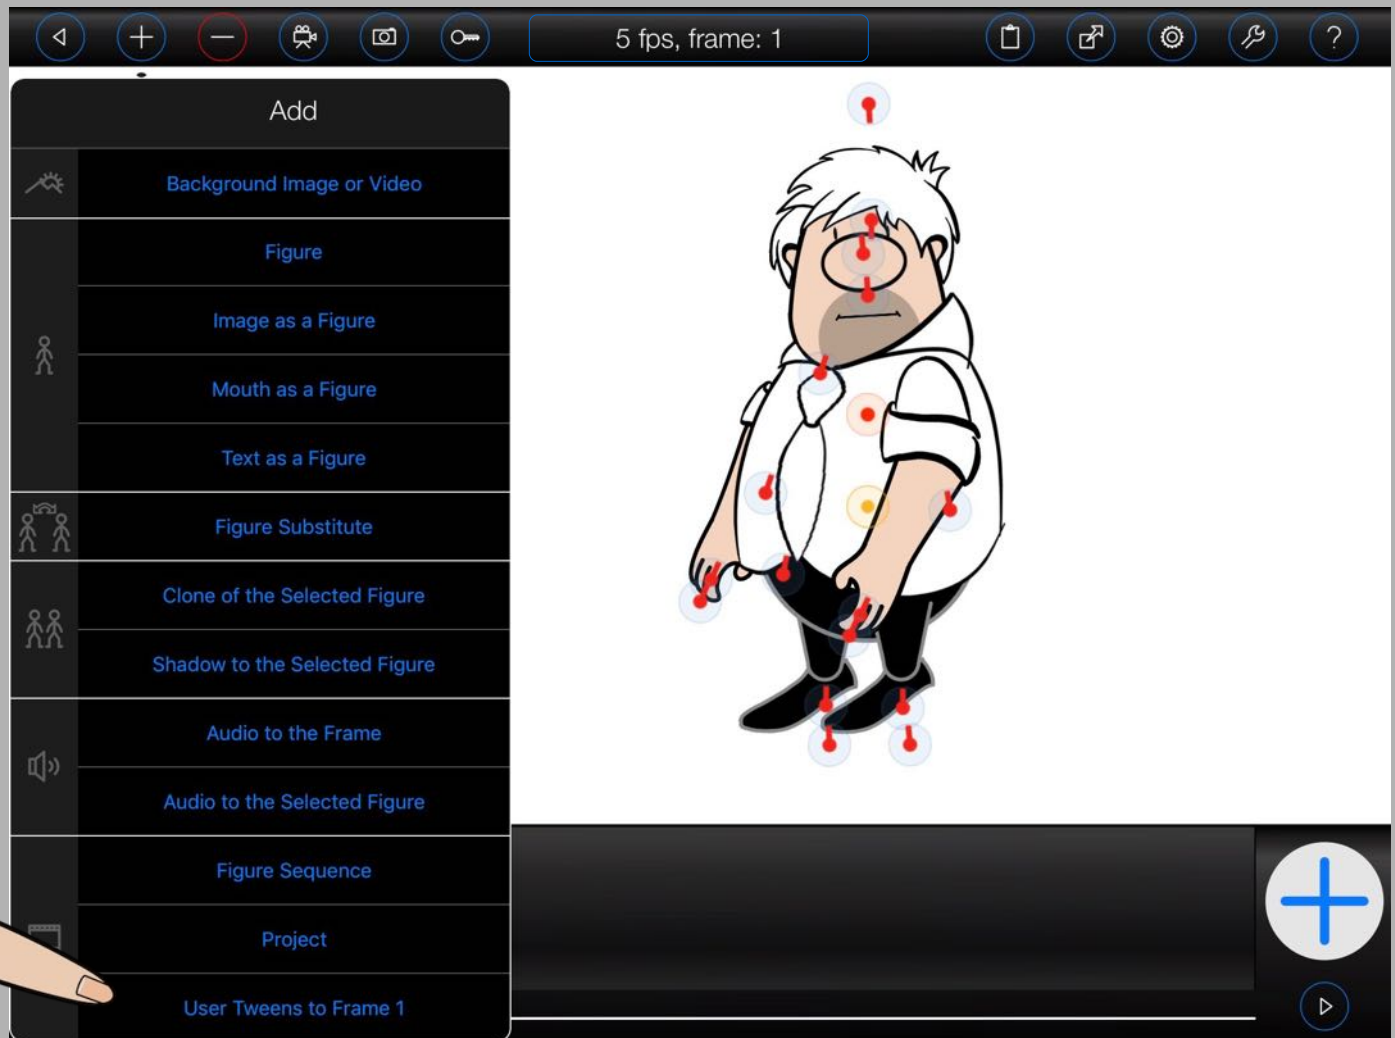 5 fps, frame: 1
?
Add
Background Image or Video
Figure
Image as a Figure
Mouth as a Figure
Text as a Figure
Figure Substitute
Clone of the Selected Figure
Shadow to the Selected Figure
Audio to the Frame
Audio to the Selected Figure
Figure Sequence
Project
User Tweens to Frame 1